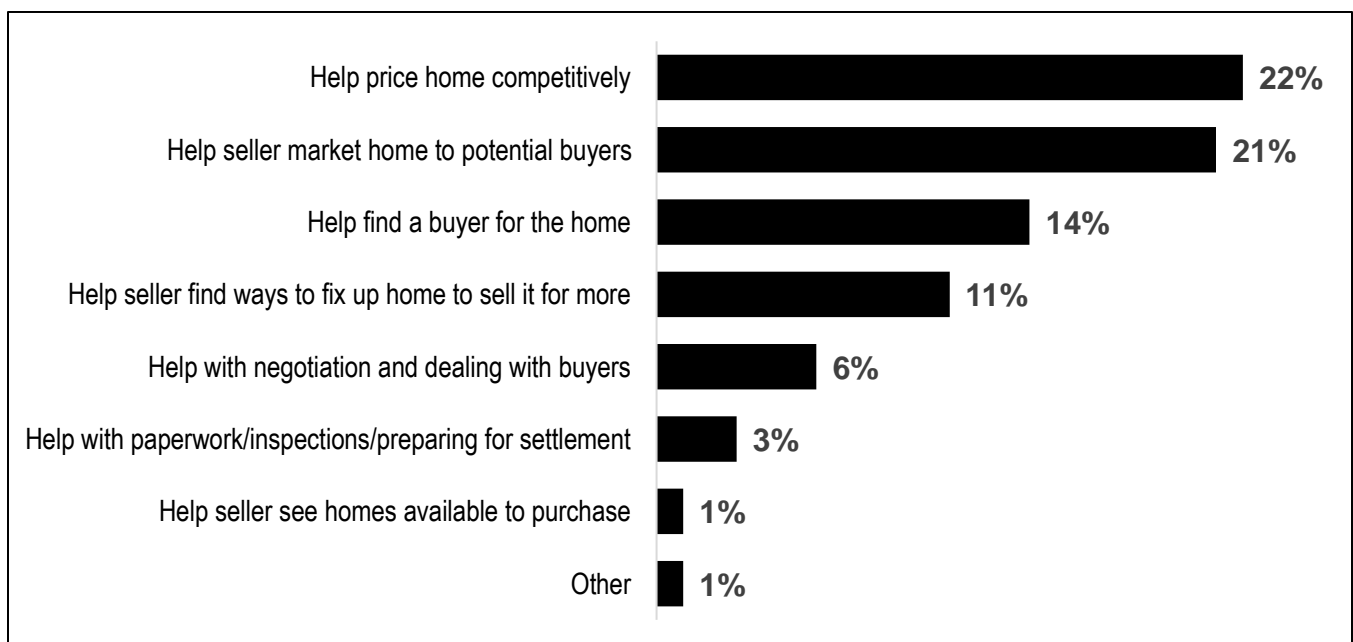 Help price home competitively 22%
Help seller market home to potential buyers 21%
Help find a buyer for the home 14%
Help seller find ways to fix up home to sell it for more 11%
Help with negotiation and dealing with buyers 6%
Help with paperwork/inspections/preparing for settlement 3%
Help seller see homes available to purchase 1%
Other 1%